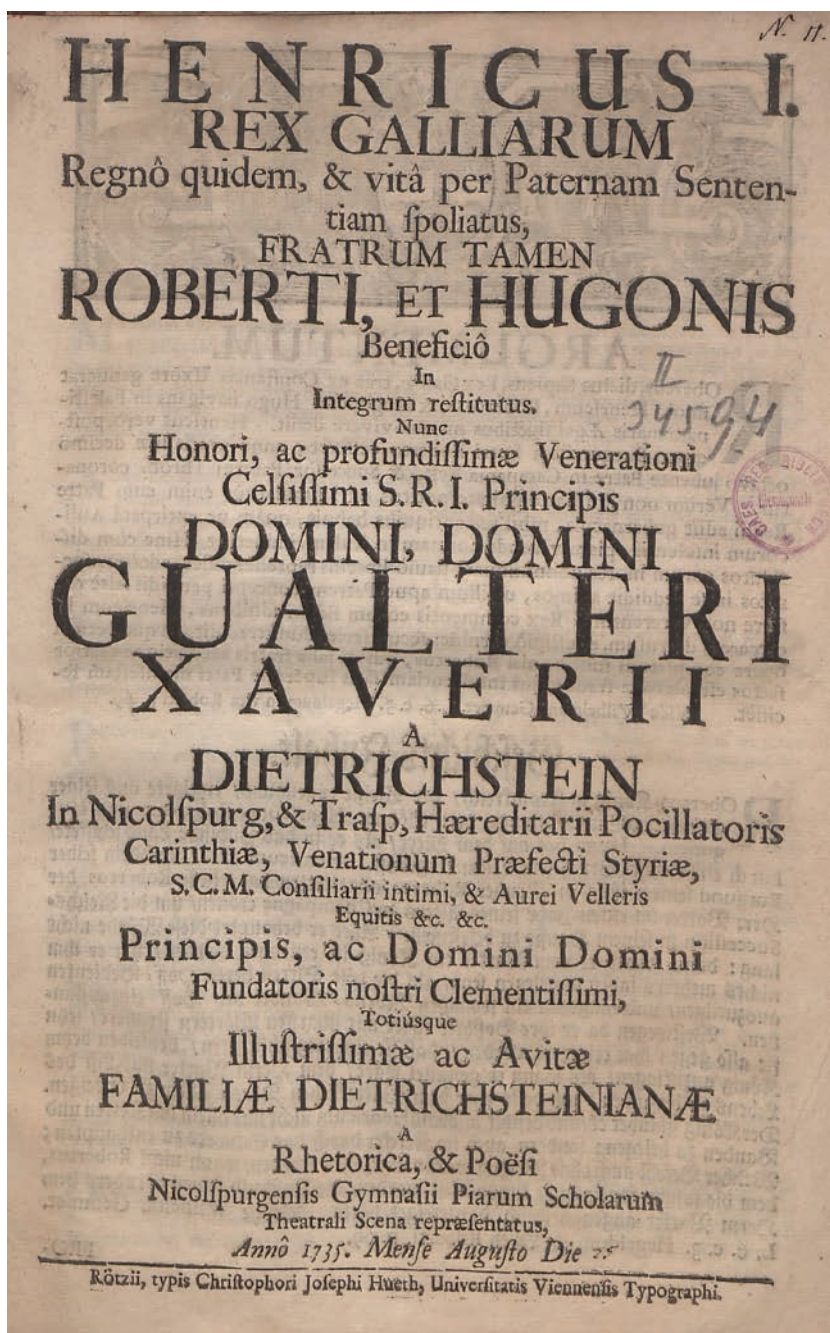 N. 11.
HENRICUS I.
REX GALLIARUM
Regnô quidem, & vitâ per Paternam Senten-
tiam ſpoliatus,
FRATRUM TAMEN
ROBERTI, ET HUGONIS
Beneficiô
In
Integrum reſtitutus.
Nunc
Honori, ac profundiſſimæ Venerationi
Celſiſſimi S. R. I. Principis
DOMINI, DOMINI
GUALTERI
XAVERII
A
DIETRICHSTEIN
In Nicolſpurg, & Traſp, Hæreditarii Pocillatoris
Carinthiæ, Venationum Præfecti Styriæ,
S. C. M. Conſiliarii intimi, & Aurei Velleris
Equitis &c. &c.
Principis, ac Domini Domini
Fundatoris noſtri Clementiſſimi,
Totiúsque
Illuſtriſſimæ ac Avitæ
FAMILIÆ DIETRICHSTEINIANÆ
A
Rhetorica, & Poëſi
Nicolſpurgenſis Gymnaſii Piarum Scholarum
Theatrali Scena repræſentatus,
Annô 1735. Menſe Auguſto Die 25
Rötzii, typis Chriſtophori Joſephi Hueth, Univerſitatis Viennenſis Typographi.
II
34594